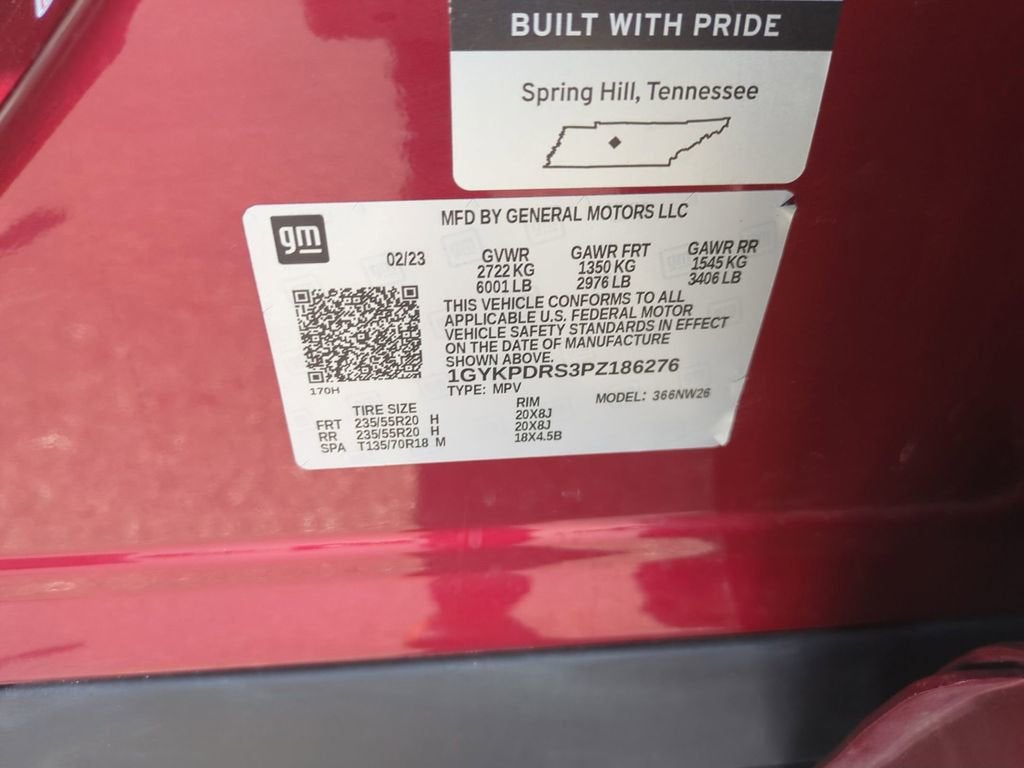 BUILT WITH PRIDE
Spring Hill, Tennessee
gm
MFD BY GENERAL MOTORS LLC
02/23 GVWR GAWR FRT GAWR RR
2722 KG 1350 KG 1545 KG
6001 LB 2976 LB 3406 LB
THIS VEHICLE CONFORMS TO ALL
APPLICABLE U.S. FEDERAL MOTOR
VEHICLE SAFETY STANDARDS IN EFFECT
ON THE DATE OF MANUFACTURE
SHOWN ABOVE.
1GYKPDRS3PZ186276
170H
TYPE: MPV MODEL: 366NW26
TIRE SIZE RIM
FRT 235/55R20 H 20X8J
RR 235/55R20 H 20X8J
SPA T135/70R18 M 18X4.5B